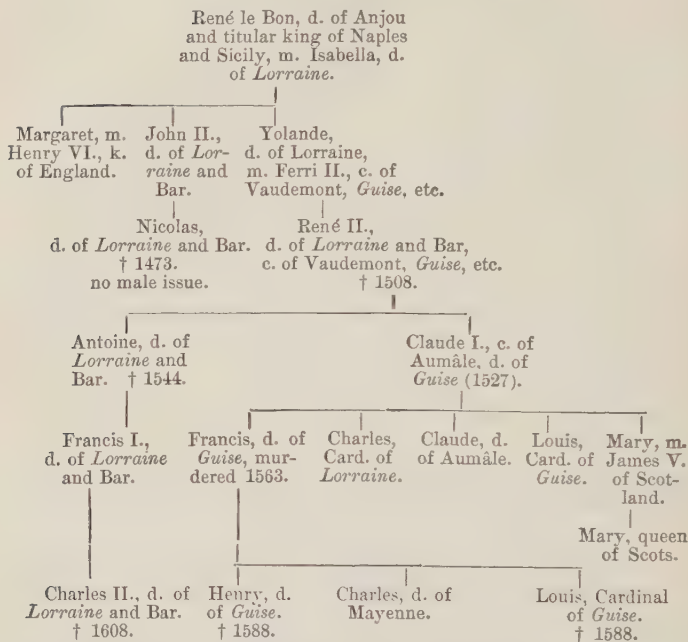 René le Bon, d. of Anjou
and titular king of Naples
and Sicily, m. Isabella, d.
of Lorraine.
Margaret, m.
Henry VI., k.
of England.
John II.,
d. of Lor-
raine and
Bar.
Yolande,
d. of Lorraine,
m. Ferri II., c. of
Vaudemont, Guise, etc.
Nicolas,
d. of Lorraine and Bar.
† 1473.
no male issue.
René II.,
d. of Lorraine and Bar,
c. of Vaudemont, Guise, etc.
† 1508.
Antoine, d. of
Lorraine and
Bar. † 1544.
Claude I., c. of
Aumâle, d. of
Guise (1527).
Francis I.,
d. of Lorraine
and Bar.
Francis, d. of
Guise, mur-
dered 1563.
Charles,
Card. of
Lorraine.
Claude, d.
of Aumâle.
Louis,
Card. of
Guise.
Mary, m.
James V.
of Scot-
land.
Mary, queen
of Scots.
Charles II., d. of
Lorraine and Bar.
† 1608.
Henry, d.
of Guise.
† 1588.
Charles, d. of
Mayenne.
Louis, Cardinal
of Guise.
† 1588.